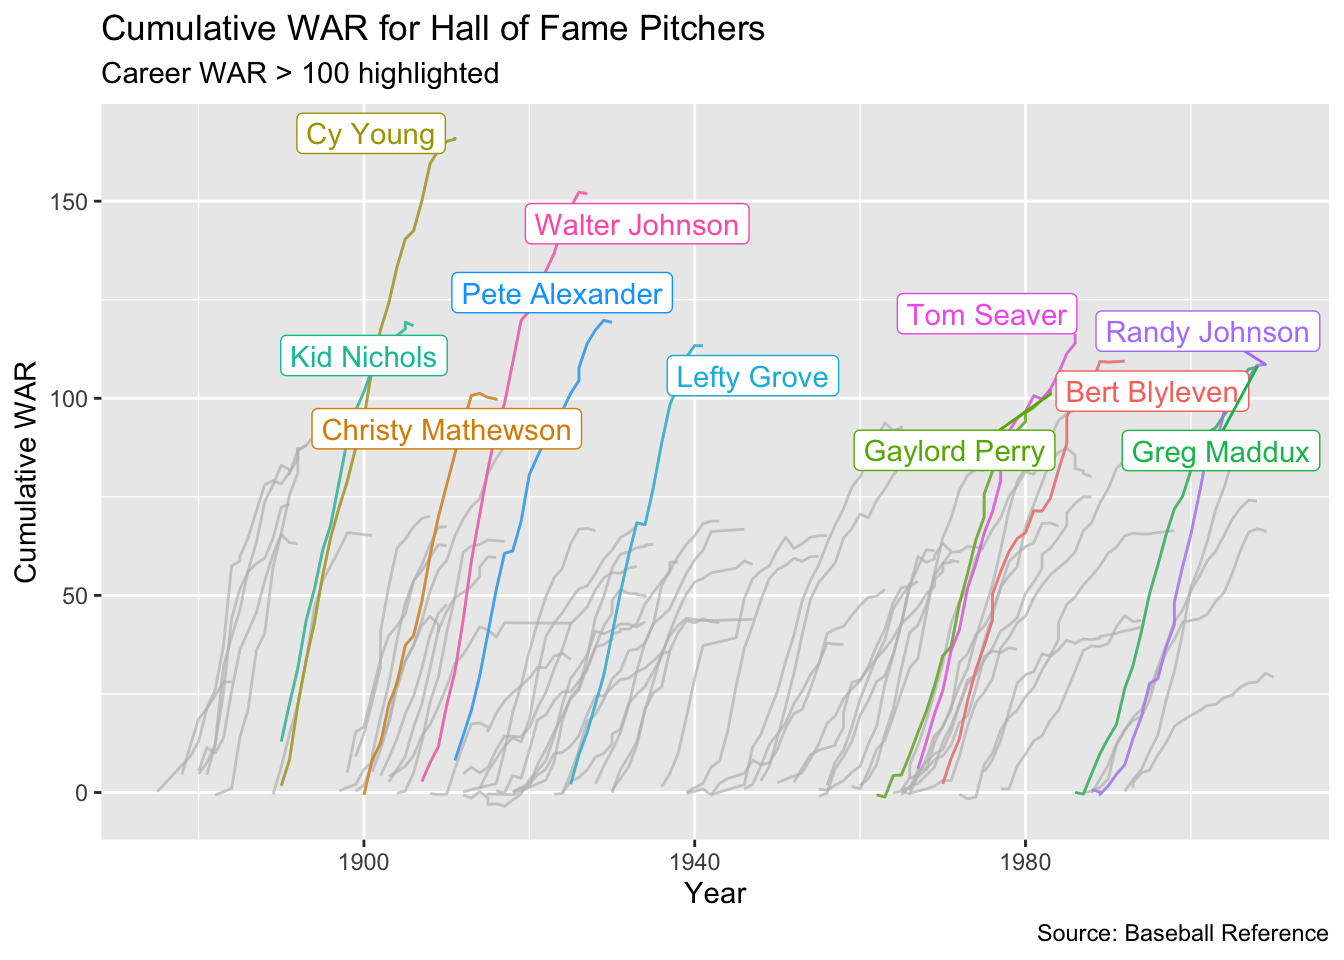 Cumulative WAR for Hall of Fame Pitchers
Career WAR > 100 highlighted
Cy Young
Walter Johnson
Pete Alexander
Kid Nichols
Christy Mathewson
Lefty Grove
Tom Seaver
Randy Johnson
Bert Blyleven
Gaylord Perry
Greg Maddux
150
100
50
0
Cumulative WAR
1900
1940
1980
Year
Source: Baseball Reference